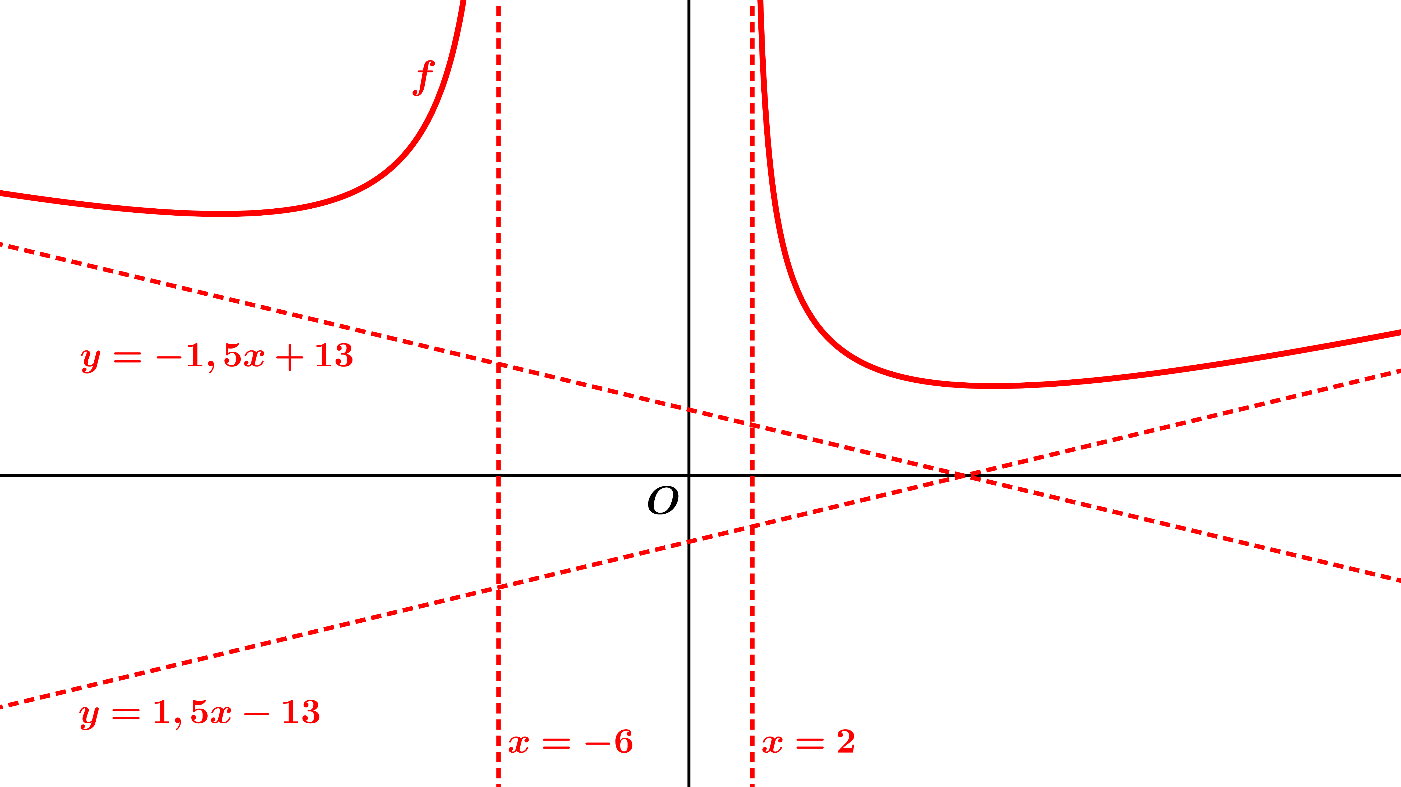 f
y = −1,5x + 13
O
y = 1,5x − 13
x = −6
x = 2